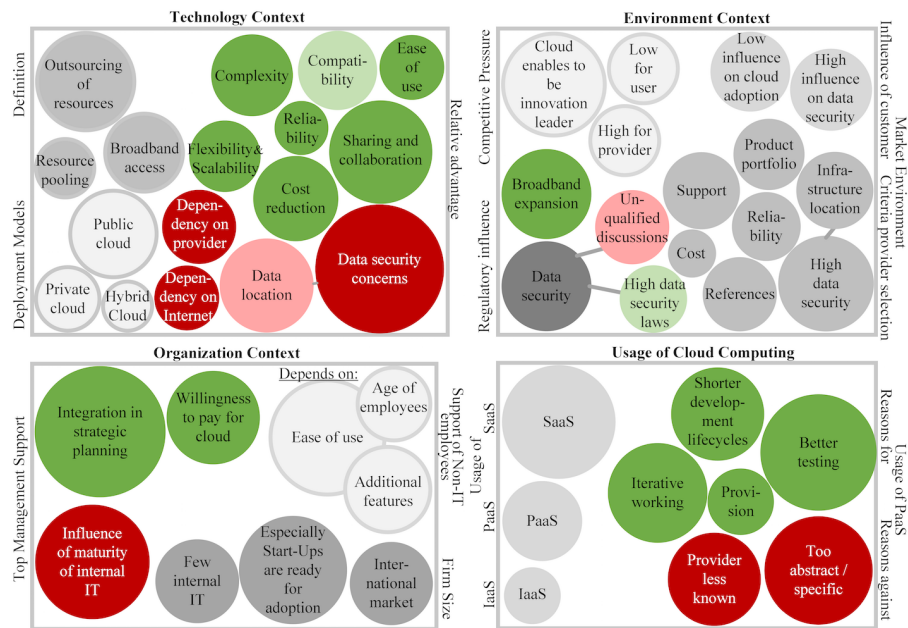 Technology Context
Definition
Deployment Models
Relative advantage
Outsourcing
of
resources
Complexity
Compati-
bility
Ease
of use
Resource
pooling
Broadband
access
Flexibility&
Scalability
Relia-
bility
Sharing and
collaboration
Cost
reduction
Public
cloud
Depen-
dency on
provider
Private
cloud
Hybrid
Cloud
Depen-
dency on
Internet
Data
location
Data security
concerns
Environment Context
Competitive Pressure
Regulatory influence
Influence of
customer
Market Environment
Criteria provider selection
Cloud
enables to
be
innovation
leader
Low
for
user
High for
provider
Low
influence
on cloud
adoption
High
influence
on data
security
Broadband
expansion
Un-
qualified
discussions
Support
Product
portfolio
Infra-
structure
location
Relia-
bility
Cost
Data
security
High data
security
laws
References
High
data
security
Organization Context
Top Management Support
Support of Non-IT
employees
Firm Size
Integration in
strategic
planning
Willingness
to pay for
cloud
Depends on:
Ease of use
Age of
employees
Additional
features
Influence
of maturity
of internal
IT
Few
internal
IT
Especially
Start-Ups
are ready
for
adoption
Inter-
national
market
Usage of Cloud Computing
Usage of
SaaS
PaaS
IaaS
Reasons for
Reasons against
Usage of PaaS
SaaS
PaaS
IaaS
Shorter
develop-
ment
lifecycles
Better
testing
Iterative
working
Provi-
sion
Provider
less
known
Too
abstract /
specific